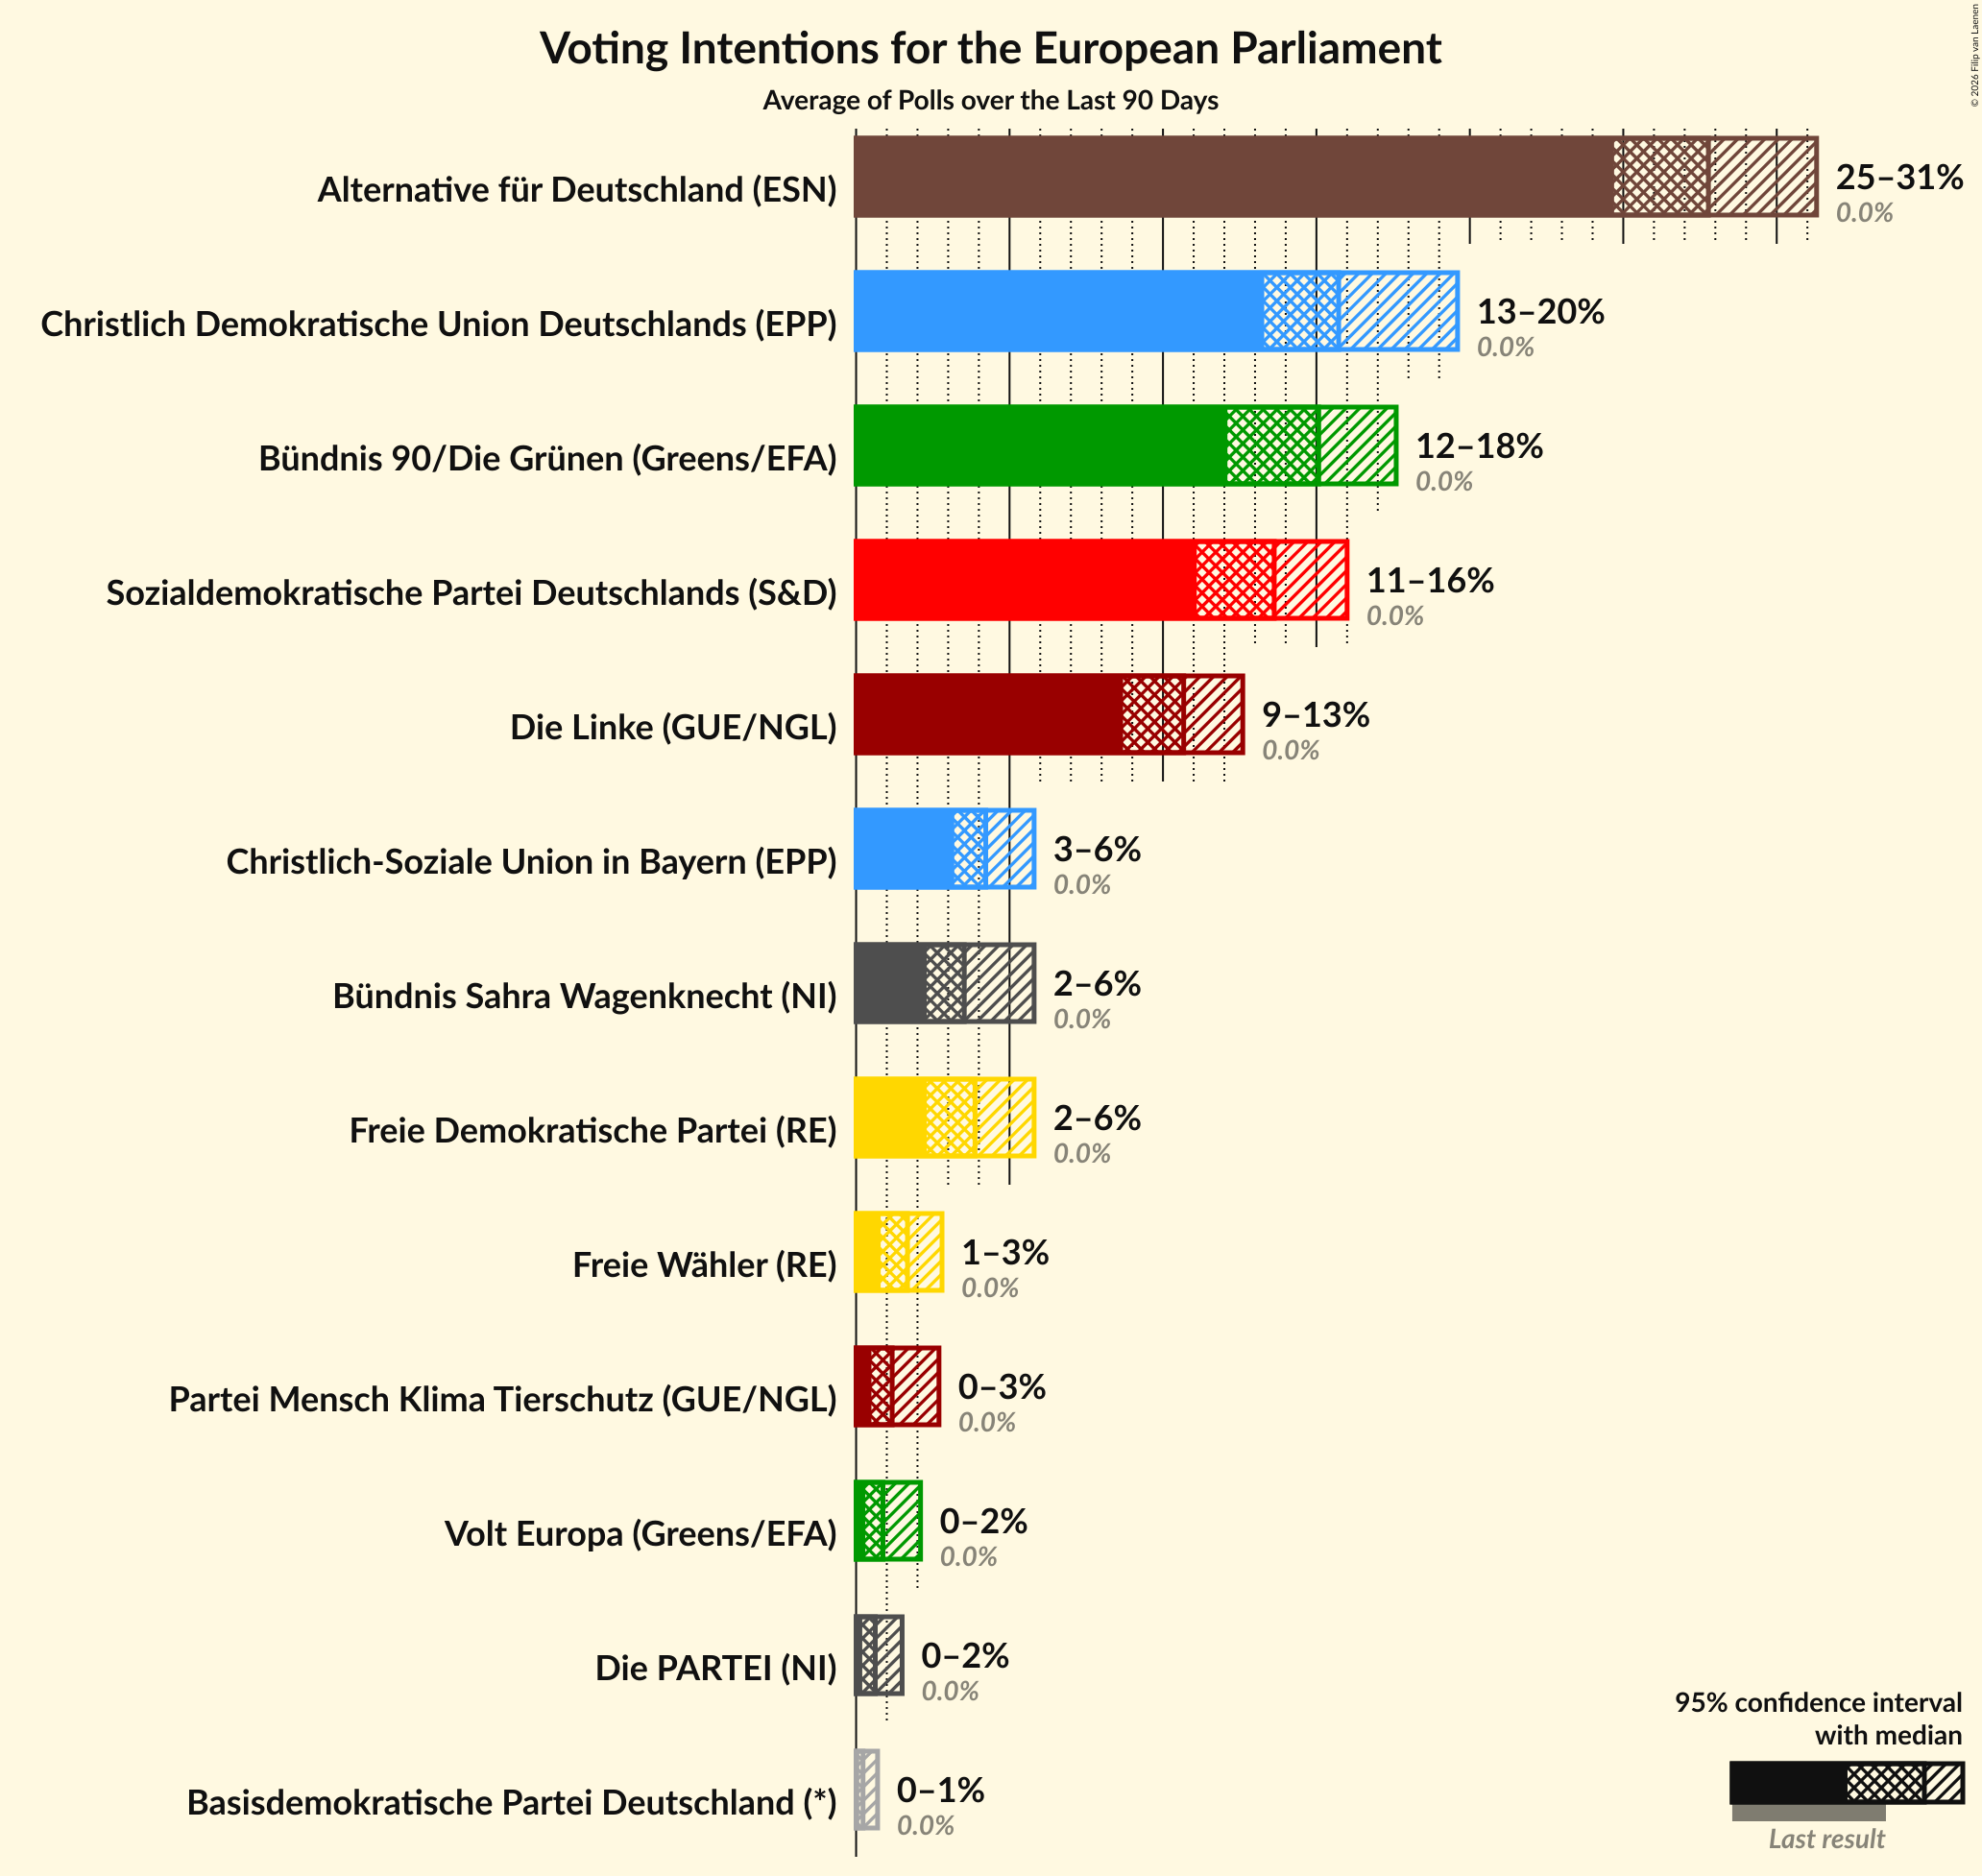 © 2026 Filip van Laenen
Voting Intentions for the European Parliament
Average of Polls over the Last 90 Days
Alternative für Deutschland (ESN)
25–31%
0.0%
Christlich Demokratische Union Deutschlands (EPP)
13–20%
0.0%
Bündnis 90/Die Grünen (Greens/EFA)
12–18%
0.0%
Sozialdemokratische Partei Deutschlands (S&D)
11–16%
0.0%
Die Linke (GUE/NGL)
9–13%
0.0%
Christlich-Soziale Union in Bayern (EPP)
3–6%
0.0%
Bündnis Sahra Wagenknecht (NI)
2–6%
0.0%
Freie Demokratische Partei (RE)
2–6%
0.0%
Freie Wähler (RE)
1–3%
0.0%
Partei Mensch Klima Tierschutz (GUE/NGL)
0–3%
0.0%
Volt Europa (Greens/EFA)
0–2%
0.0%
Die PARTEI (NI)
0–2%
0.0%
Basisdemokratische Partei Deutschland (*)
0–1%
0.0%
95% confidence interval
with median
Last result